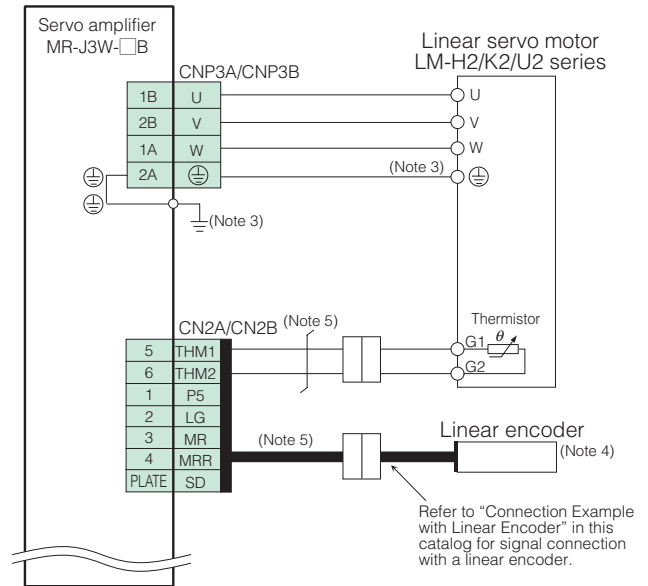 Servo amplifier
MR-J3W-□B
Linear servo motor
LM-H2/K2/U2 series
CNP3A/CNP3B
1B U
2B V
1A W
2A
U
V
W
(Note 3)
(Note 3)
CN2A/CN2B
(Note 5)
Thermistor
θ
G1
G2
5 THM1
6 THM2
1 P5
2 LG
3 MR
4 MRR
PLATE SD
(Note 5)
Linear encoder
(Note 4)
Refer to “Connection Example
with Linear Encoder” in this
catalog for signal connection
with a linear encoder.